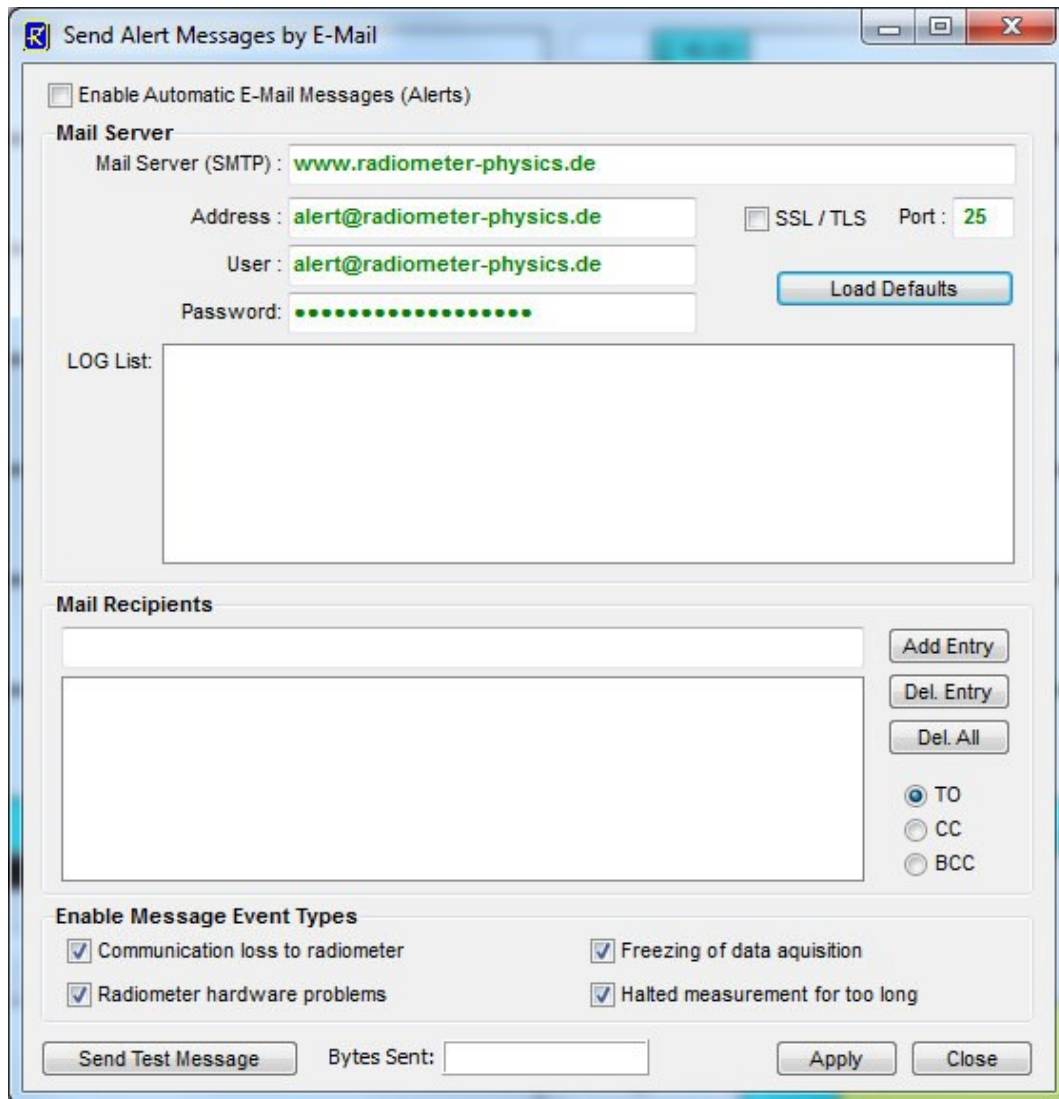 Send Alert Messages by E-Mail
Enable Automatic E-Mail Messages (Alerts)
Mail Server
Mail Server (SMTP) : www.radiometer-physics.de
Address : alert@radiometer-physics.de SSL / TLS Port : 25
User : alert@radiometer-physics.de
Load Defaults
Password: ••••••••••••••••••
LOG List:
Mail Recipients
Add Entry
Del. Entry
Del. All
TO
CC
BCC
Enable Message Event Types
Communication loss to radiometer Freezing of data aquisition
Radiometer hardware problems Halted measurement for too long
Send Test Message Bytes Sent: Apply Close